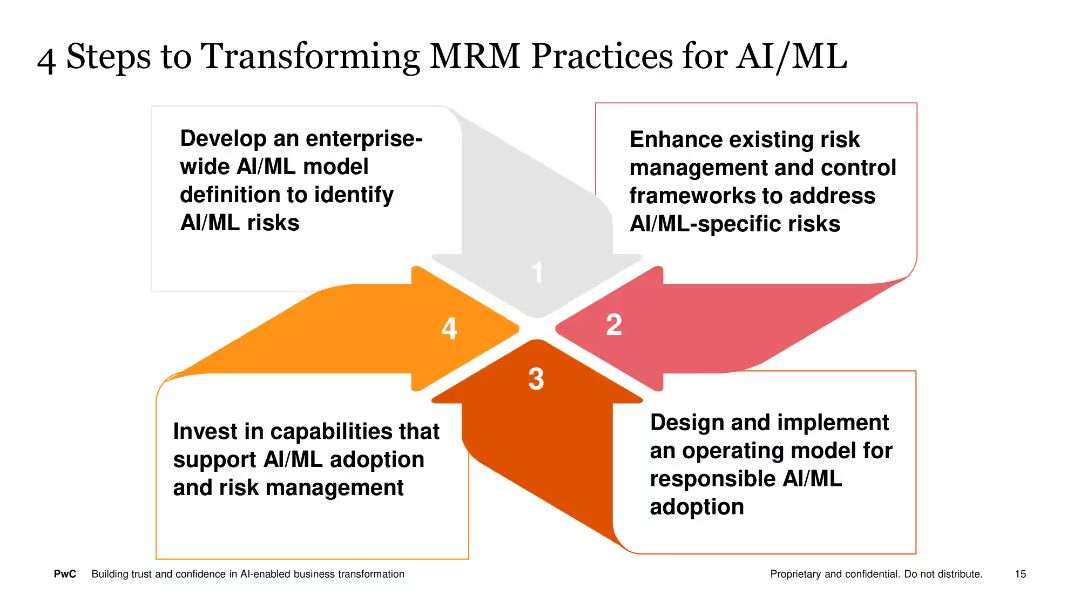 4 Steps to Transforming MRM Practices for AI/ML
Develop an enterprise-
wide AI/ML model
definition to identify
AI/ML risks
1
Enhance existing risk
management and control
frameworks to address
AI/ML-specific risks
2
Design and implement
an operating model for
responsible AI/ML
adoption
3
Invest in capabilities that
support AI/ML adoption
and risk management
4
PwC Building trust and confidence in AI-enabled business transformation
Proprietary and confidential. Do not distribute. 15